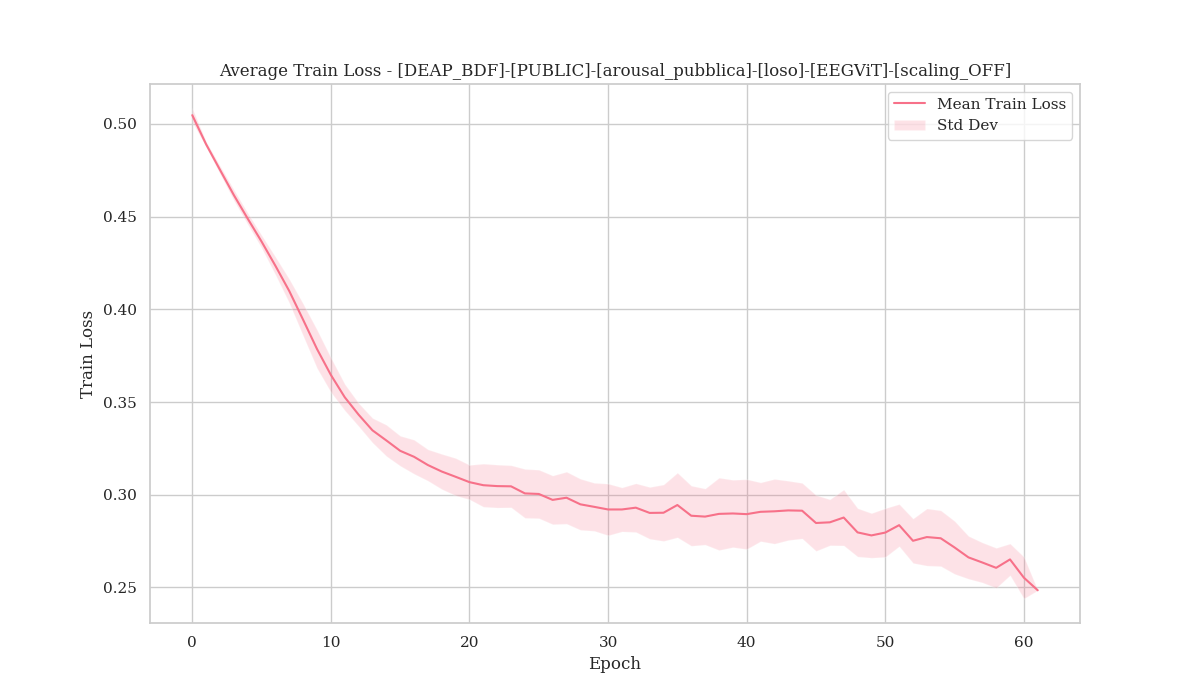 Average Train Loss - [DEAP_BDF]-[PUBLIC]-[arousal_pubblica]-[loso]-[EEGViT]-[scaling_OFF]
Mean Train Loss
Std Dev
0.50
0.45
0.40
0.35
0.30
0.25
Train Loss
0 10 20 30 40 50 60
Epoch